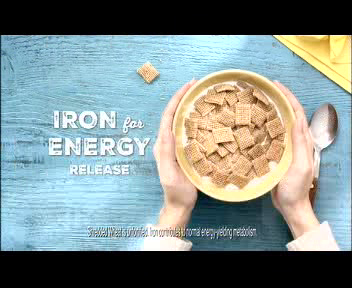 IRON for
ENERGY
RELEASE
Shredded Wheat is unfortified. Iron contributes to normal energy-yielding metabolism.